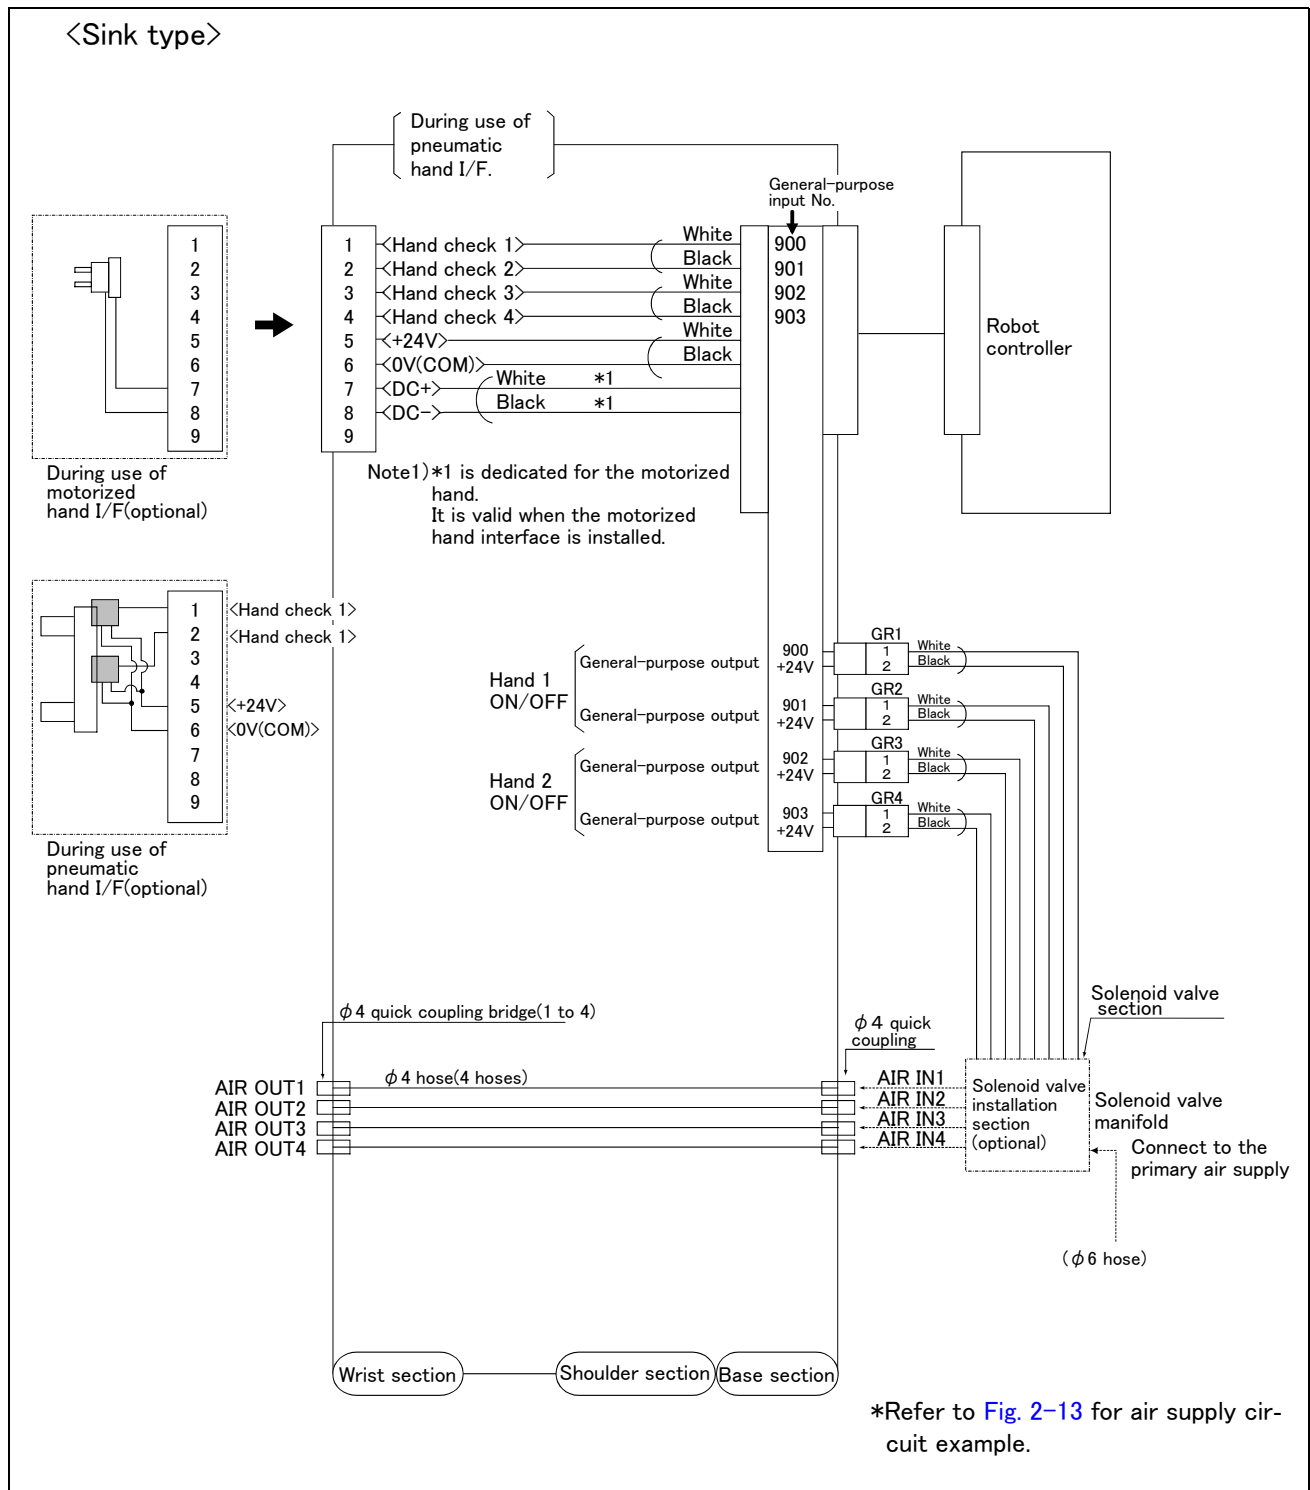 <Sink type>
During use of
pneumatic
hand I/F.
General-purpose
input No.
1
2
3
4
5
6
7
8
9
During use of
motorized
hand I/F(optional)
1 <Hand check 1> White 900
2 <Hand check 2> Black 901
3 <Hand check 3> White 902
4 <Hand check 4> Black 903
5 <+24V> White
6 <0V(COM)> Black
7 <DC+> White *1
8 <DC-> Black *1
9
Robot
controller
Note1)*1 is dedicated for the motorized
hand.
It is valid when the motorized
hand interface is installed.
1 <Hand check 1>
2 <Hand check 1>
3
4
5 <+24V>
6 <0V(COM)>
7
8
9
During use of
pneumatic
hand I/F(optional)
Hand 1
ON/OFF
General-purpose output 900
+24V
GR1
1 White
2 Black
General-purpose output 901
+24V
GR2
1 White
2 Black
Hand 2
ON/OFF
General-purpose output 902
+24V
GR3
1 White
2 Black
General-purpose output 903
+24V
GR4
1 White
2 Black
Solenoid valve
section
φ4 quick coupling bridge(1 to 4)
φ4 quick
coupling
φ4 hose(4 hoses)
AIR OUT1
AIR OUT2
AIR OUT3
AIR OUT4
AIR IN1
AIR IN2
AIR IN3
AIR IN4
Solenoid valve
installation
section
(optional)
Solenoid valve
manifold
Connect to the
primary air supply
(φ6 hose)
Wrist section
Shoulder section
Base section
*Refer to Fig. 2-13 for air supply cir-
cuit example.